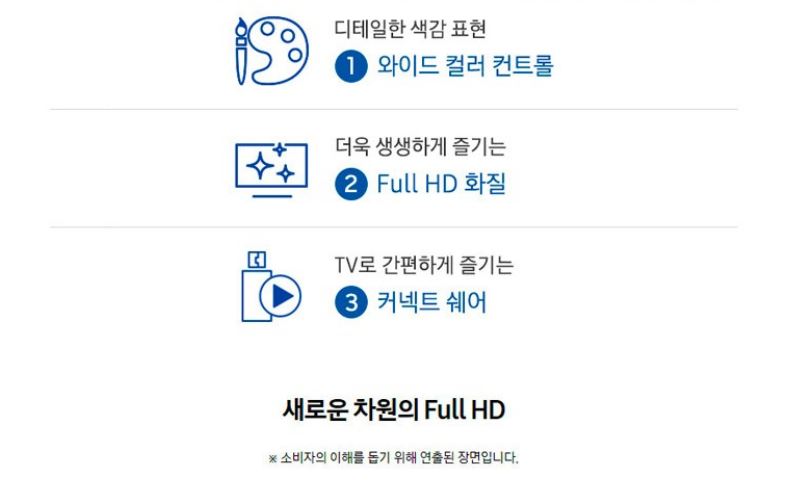 디테일한 색감 표현
1 와이드 컬러 컨트롤
더욱 생생하게 즐기는
2 Full HD 화질
TV로 간편하게 즐기는
3 커넥트 쉐어
새로운 차원의 Full HD
※ 소비자의 이해를 돕기 위해 연출된 장면입니다.